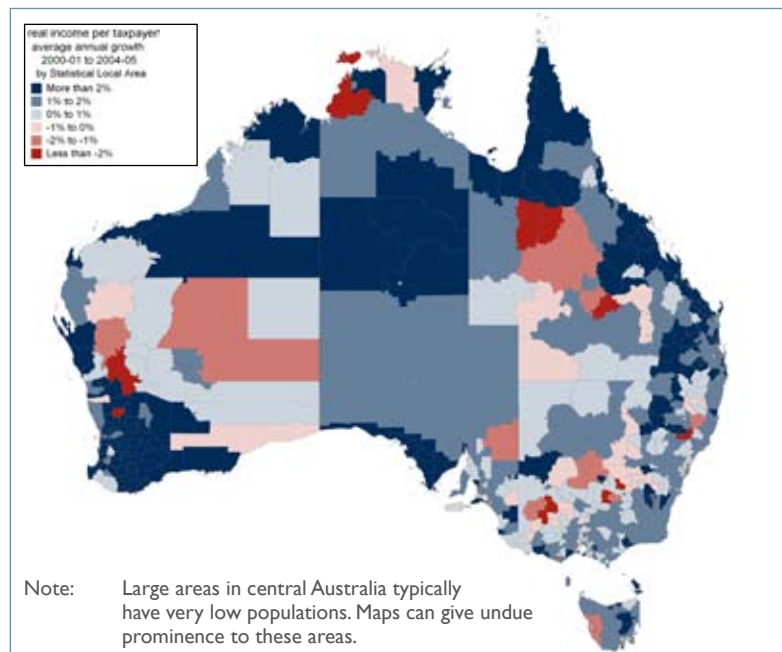 real income per taxpayer
average annual growth
2000-01 to 2004-05
by Statistical Local Area
More than 2%
1% to 2%
0% to 1%
-1% to 0%
-2% to -1%
Less than -2%
Note: Large areas in central Australia typically
have very low populations. Maps can give undue
prominence to these areas.